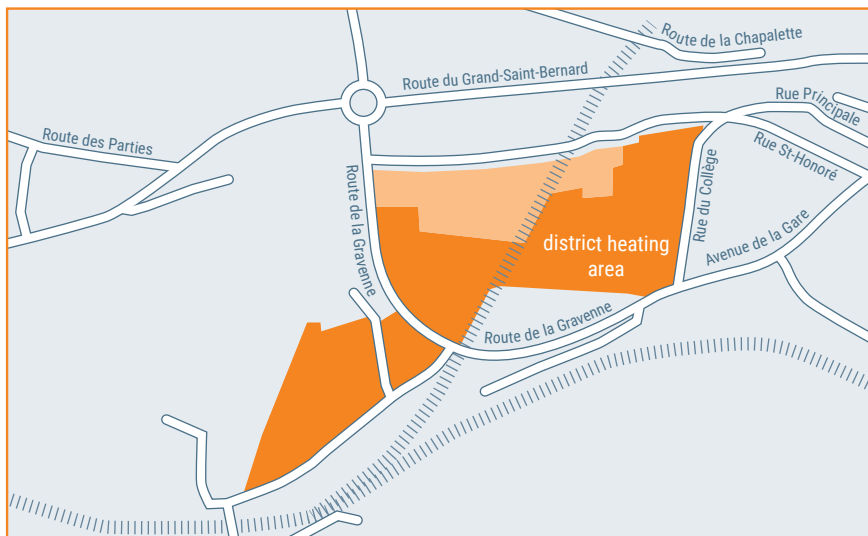 Route de la Chapalette
Route du Grand-Saint-Bernard
Rue Principale
Route des Parties
Rue St-Honoré
Route de la Gravenne
Rue du Collège
Avenue de la Gare
district heating
area
Route de la Gravenne